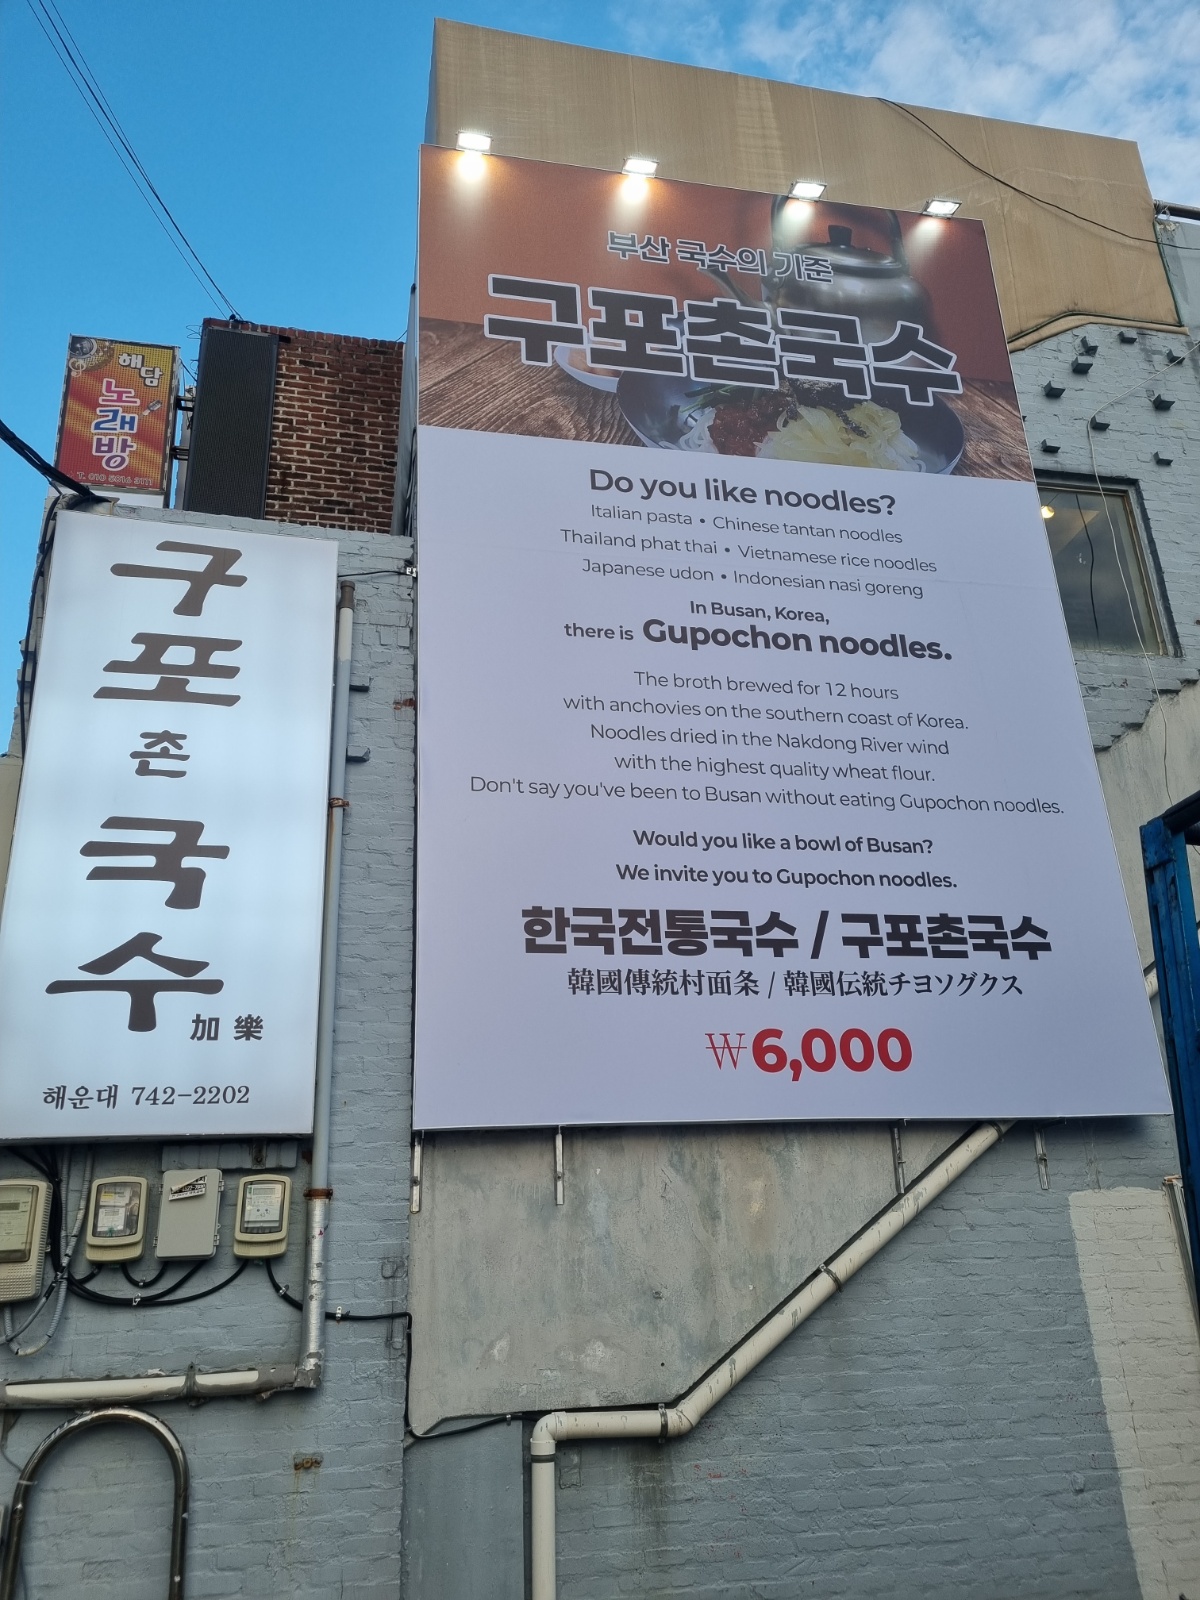 해담
노래방
구포촌국수
加樂
해운대 742-2202
부산 국수의 기준
구포촌국수
Do you like noodles?
Italian pasta • Chinese tantan noodles
Thailand phat thai • Vietnamese rice noodles
Japanese udon • Indonesian nasi goreng
In Busan, Korea,
there is Gupochon noodles.
The broth brewed for 12 hours
with anchovies on the southern coast of Korea.
Noodles dried in the Nakdong River wind
with the highest quality wheat flour.
Don't say you've been to Busan without eating Gupochon noodles.
Would you like a bowl of Busan?
We invite you to Gupochon noodles.
한국전통국수 / 구포촌국수
韓國傳統村面条 / 韓國伝統チヨソグクス
₩6,000